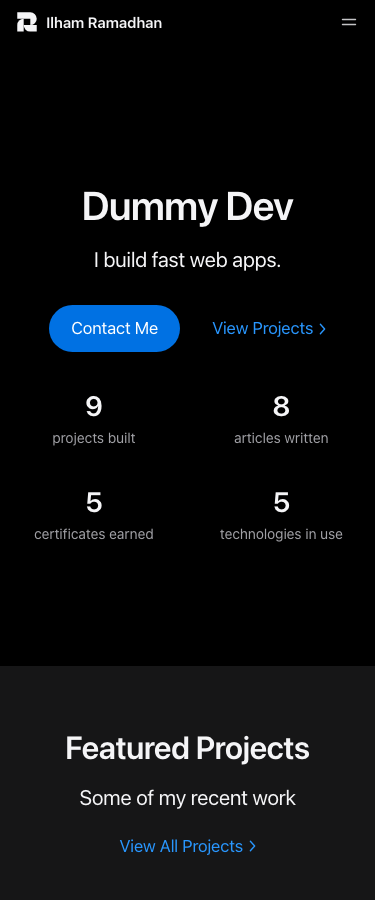 Ilham Ramadhan
Dummy Dev
I build fast web apps.
Contact Me
View Projects
9
projects built
8
articles written
5
certificates earned
5
technologies in use
Featured Projects
Some of my recent work
View All Projects